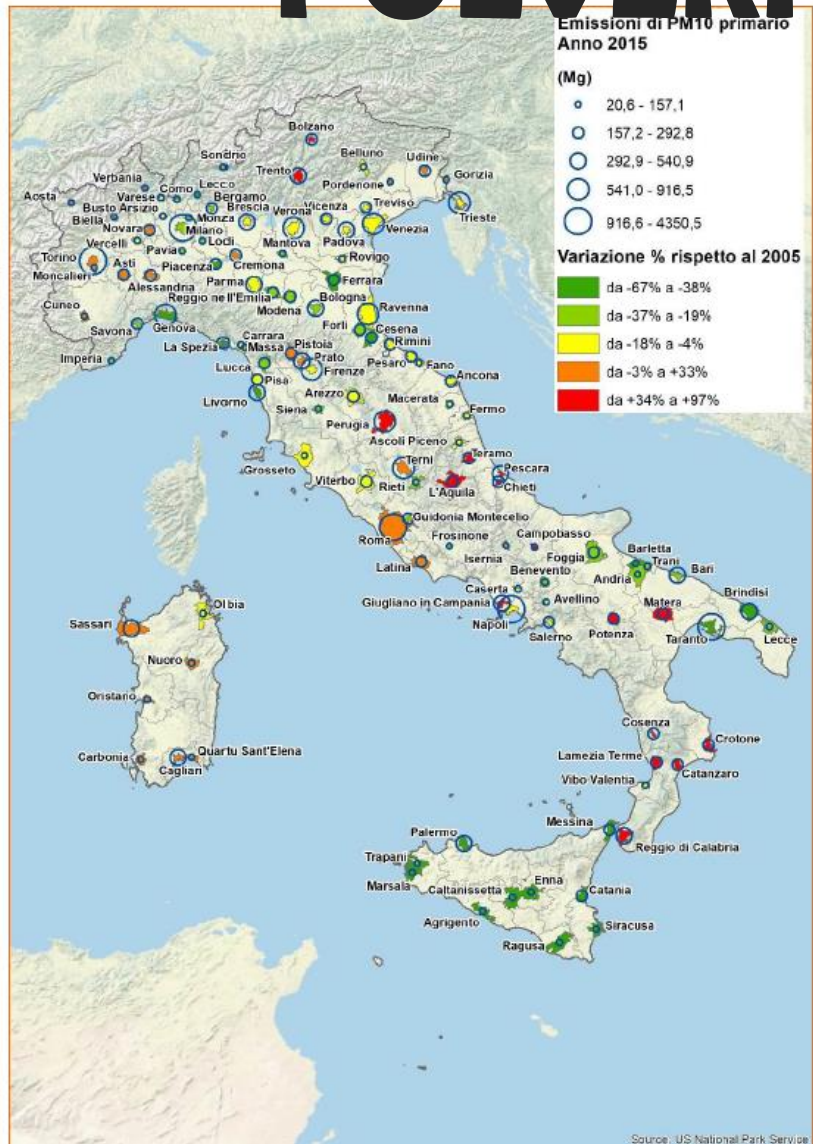 POLVERI
Emissioni di PM10 primario
Anno 2015
(Mg)
20,6 - 157,1
157,2 - 292,8
292,9 - 540,9
541,0 - 916,5
916,6 - 4350,5
Variazione % rispetto al 2005
da -67% a -38%
da -37% a -19%
da -18% a -4%
da -3% a +33%
da +34% a +97%
Bolzano
Sondrio
Belluno
Udine
Trento
Verbania
Lecco
Pordenone
Gorizia
Aosta
Varese
Como
Bergamo
Busto Arsizio
Brescia
Verona
Vicenza
Treviso
Biella
Monza
Trieste
Novara
Milano
Venezia
Vercelli
Lodi
Mantova
Padova
Torino
Pavia
Rovigo
Asti
Piacenza
Cremona
Moncalieri
Parma
Ferrara
Alessandria
Reggio nell'Emilia
Bologna
Cuneo
Modena
Ravenna
Genova
Forlì
Cesena
Savona
Carrara
Pistoia
Rimini
La Spezia
Massa
Prato
Imperia
Pesaro
Fano
Lucca
Firenze
Pisa
Ancona
Arezzo
Macerata
Livorno
Siena
Fermo
Perugia
Ascoli Piceno
Teramo
Terni
Pescara
Grosseto
Viterbo
Rieti
L'Aquila
Chieti
Guidonia Montecelio
Roma
Frosinone
Campobasso
Isernia
Foggia
Barletta
Latina
Trani
Benevento
Bari
Andria
Caserta
Brindisi
Giugliano in Campania
Avellino
Matera
Napoli
Salerno
Potenza
Taranto
Lecce
Olbia
Sassari
Nuoro
Oristano
Cosenza
Crotone
Carbonia
Quartu Sant'Elena
Lamezia Terme
Cagliari
Catanzaro
Vibo Valentia
Messina
Palermo
Reggio di Calabria
Trapani
Enna
Marsala
Caltanissetta
Catania
Agrigento
Siracusa
Ragusa
Source: US National Park Service